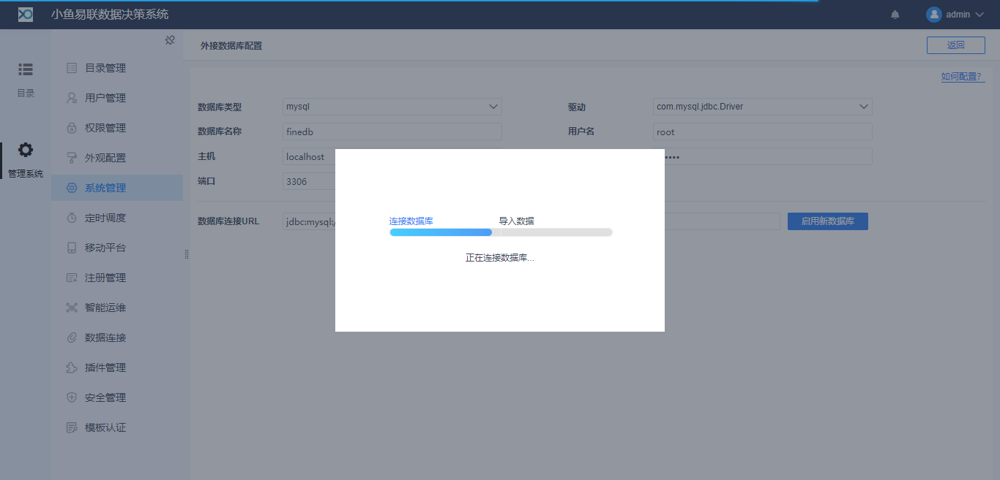 小鱼易联数据决策系统
admin
目录
管理系统
目录管理
用户管理
权限管理
外观配置
系统管理
定时调度
移动平台
注册管理
智能运维
数据连接
插件管理
安全管理
模板认证
外接数据库配置
返回
如何配置?
数据库类型 mysql 驱动 com.mysql.jdbc.Driver
数据库名称 finedb 用户名 root
主机 localhost ••••
端口 3306
数据库连接URL jdbc:mysql:/ 启用新数据库
连接数据库 导入数据
正在连接数据库...